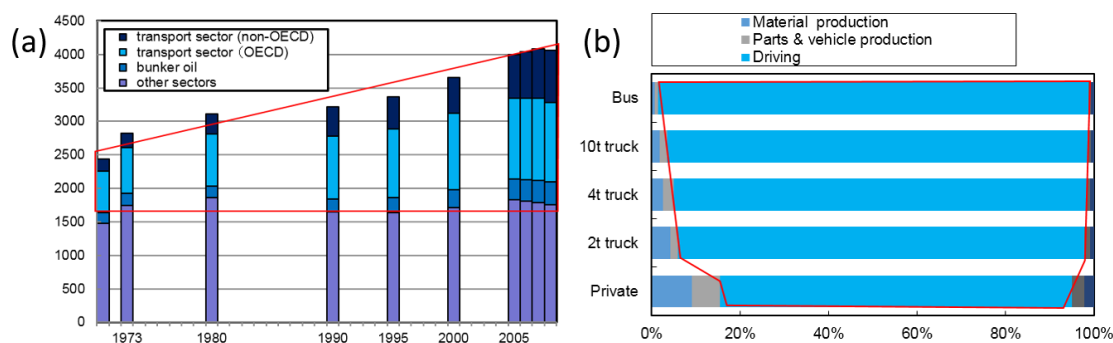 (a)
4500
4000
3500
3000
2500
2000
1500
1000
500
0
transport sector (non-OECD)
transport sector (OECD)
bunker oil
other sectors
1973 1980 1990 1995 2000 2005
(b)
Material production
Parts & vehicle production
Driving
Bus
10t truck
4t truck
2t truck
Private
0% 20% 40% 60% 80% 100%